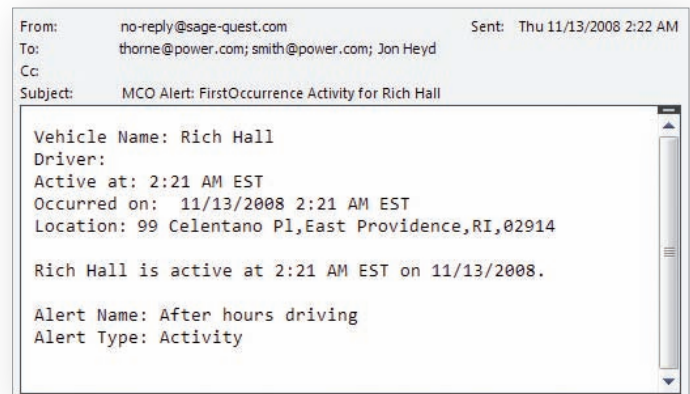 From: no-reply@sage-quest.com Sent: Thu 11/13/2008 2:22 AM
To: thorne@power.com; smith@power.com; Jon Heyd
Cc:
Subject: MCO Alert: FirstOccurrence Activity for Rich Hall
Vehicle Name: Rich Hall
Driver:
Active at: 2:21 AM EST
Occurred on: 11/13/2008 2:21 AM EST
Location: 99 Celentano Pl,East Providence,RI,02914
Rich Hall is active at 2:21 AM EST on 11/13/2008.
Alert Name: After hours driving
Alert Type: Activity